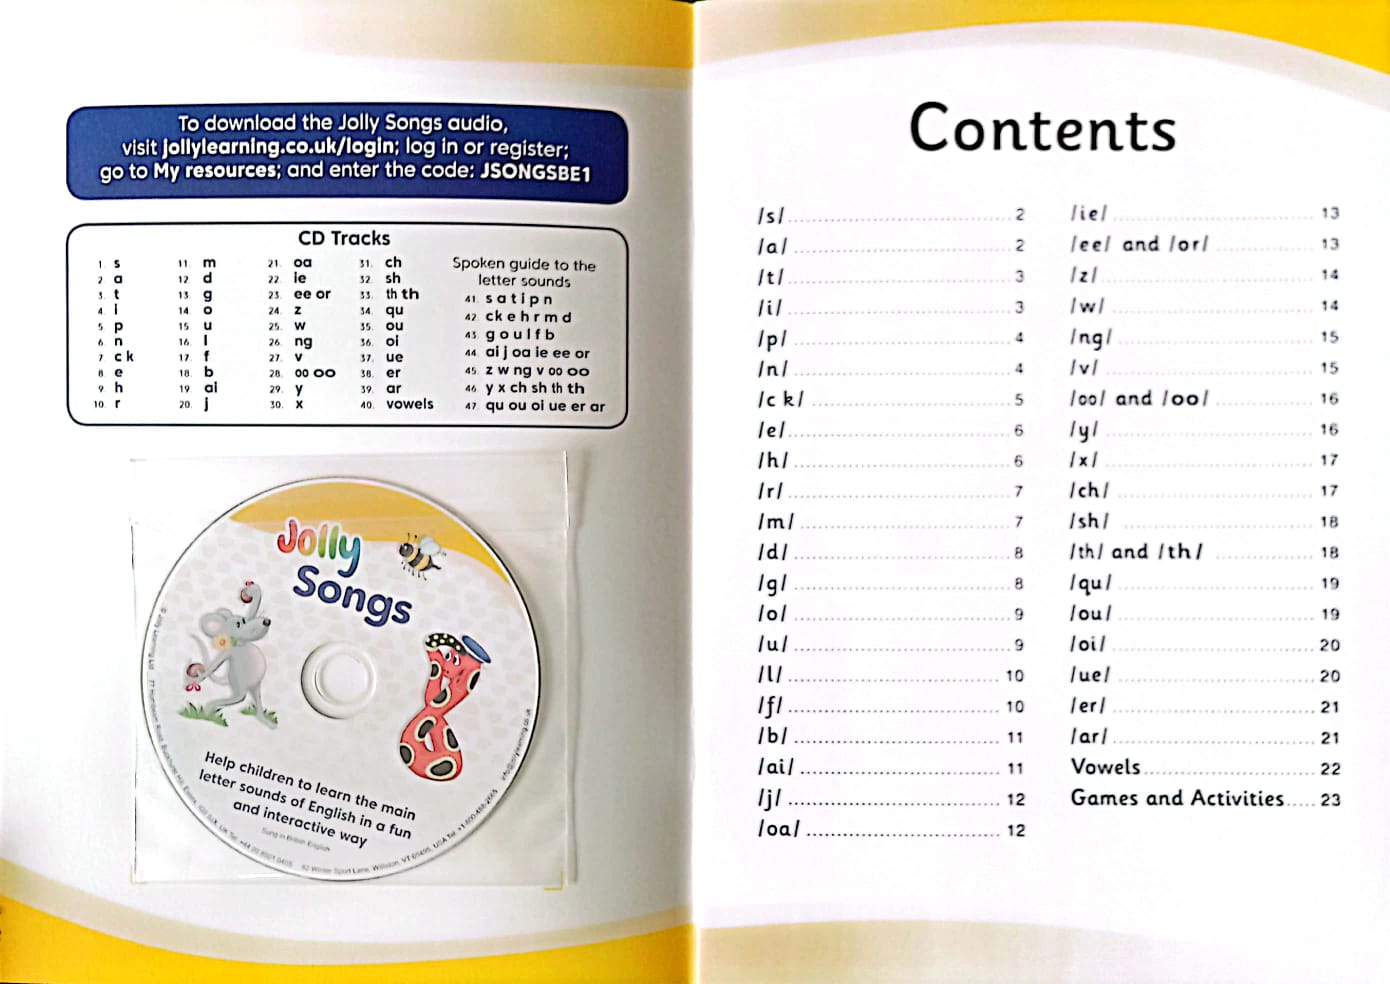 To download the Jolly Songs audio,
visit jollylearning.co.uk/login; log in or register;
go to My resources; and enter the code: JSONGSBE1
CD Tracks
1. s
2. a
3. t
4. i
5. p
6. n
7. c k
8. e
9. h
10. r
11. m
12. d
13. g
14. o
15. u
16. l
17. f
18. b
19. ai
20. j
21. oa
22. ie
23. ee or
24. z
25. w
26. ng
27. v
28. oo oo
29. y
30. x
31. ch
32. sh
33. th th
34. qu
35. ou
36. oi
37. ue
38. er
39. ar
40. vowels
Spoken guide to the
letter sounds
41. s a t i p n
42. ck e h r m d
43. g o u l f b
44. ai j oa ie ee or
45. z w ng v oo oo
46. y x ch sh th th
47. qu ou oi ue er ar
Jolly
Songs
Help children to learn the main
letter sounds of English in a fun
and interactive way
Sung in British English
Contents
/s/ 2
/a/ 2
/t/ 3
/i/ 3
/p/ 4
/n/ 4
/c k/ 5
/e/ 6
/h/ 6
/r/ 7
/m/ 7
/d/ 8
/g/ 8
/o/ 9
/u/ 9
/l/ 10
/f/ 10
/b/ 11
/ai/ 11
/j/ 12
/oa/ 12
/ie/ 13
/ee/ and /or/ 13
/z/ 14
/w/ 14
/ng/ 15
/v/ 15
/oo/ and /oo/ 16
/y/ 16
/x/ 17
/ch/ 17
/sh/ 18
/th/ and /th/ 18
/qu/ 19
/ou/ 19
/oi/ 20
/ue/ 20
/er/ 21
/ar/ 21
Vowels 22
Games and Activities 23